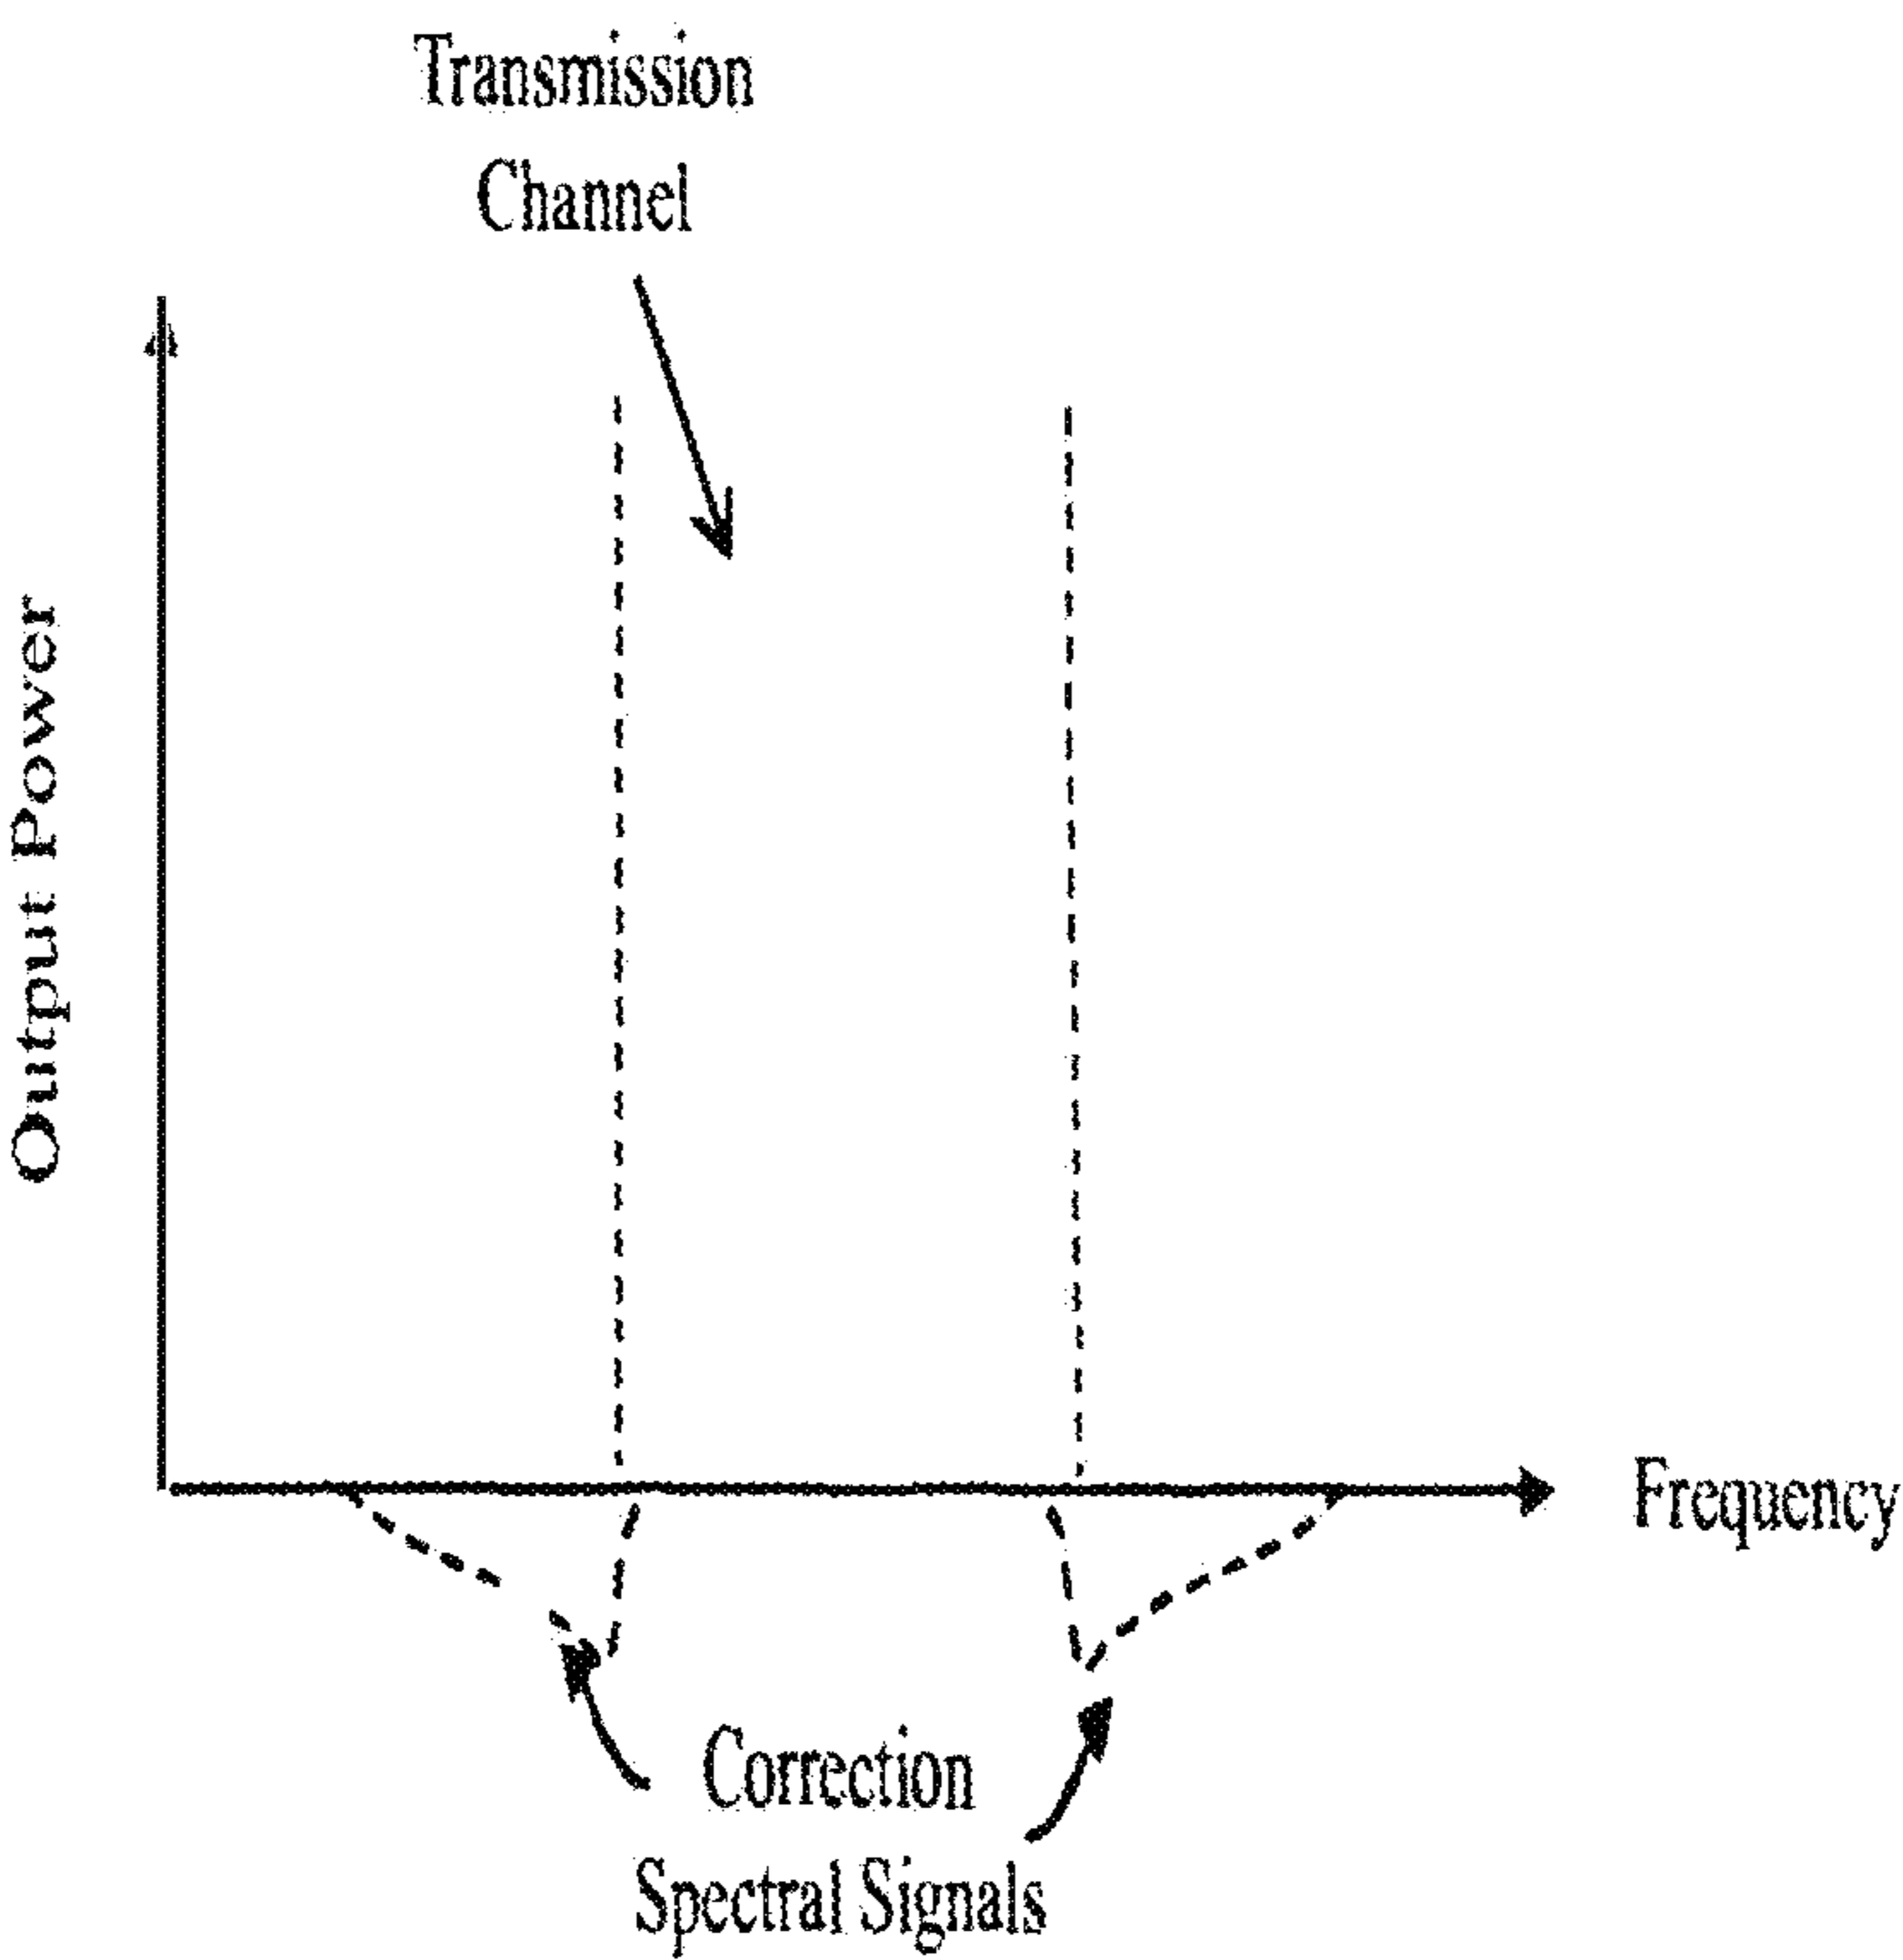 Transmission
Channel
Output Power
Frequency
Correction
Spectral Signals